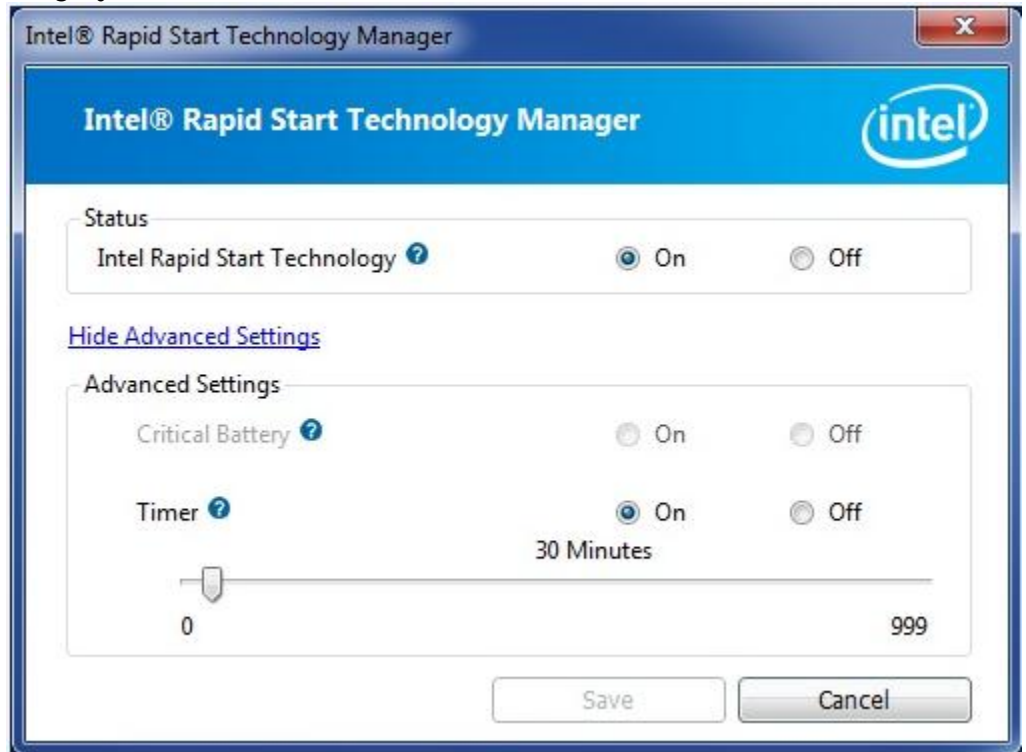 Intel® Rapid Start Technology Manager
Intel® Rapid Start Technology Manager
intel
Status
Intel Rapid Start Technology ? On Off
Hide Advanced Settings
Advanced Settings
Critical Battery ? On Off
Timer ? On Off
30 Minutes
0 999
Save Cancel